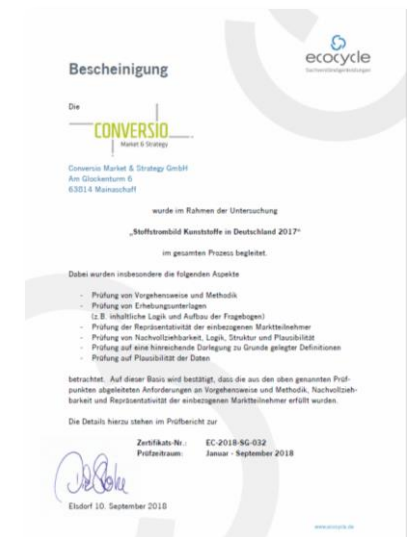 ecocycle
Sachverständigenleistungen
Bescheinigung
Die
CONVERSIO
Market & Strategy
Conversio Market & Strategy GmbH
Am Glockenturm 6
63014 Mainaschaff
wurde im Rahmen der Untersuchung
„Stoffstrombild Kunststoffe in Deutschland 2017“
im gesamten Prozess begleitet.
Dabei wurden insbesondere die folgenden Aspekte
- Prüfung von Vorgehensweise und Methodik
- Prüfung von Erhebungsunterlagen
(z.B. inhaltliche Logik und Aufbau der Fragebogen)
- Prüfung der Repräsentativität der einbezogenen Marktteilnehmer
- Prüfung von Nachvollziehbarkeit, Logik, Struktur und Plausibilität
- Prüfung auf eine hinreichende Darlegung zu Grunde gelegter Definitionen
- Prüfung auf Plausibilität der Daten
betrachtet. Auf dieser Basis wird bestätigt, dass die aus den oben genannten Prüf-
punkten abgeleiteten Anforderungen an Vorgehensweise und Methodik, Nachvollzieh-
barkeit und Repräsentativität der einbezogenen Marktteilnehmer erfüllt wurden.
Die Details hierzu stehen im Prüfbericht zur
Zertifikats-Nr.: EC-2018-SG-032
Prüfzeitraum: Januar - September 2018
Elsdorf 10. September 2018
www.ecocycle.de